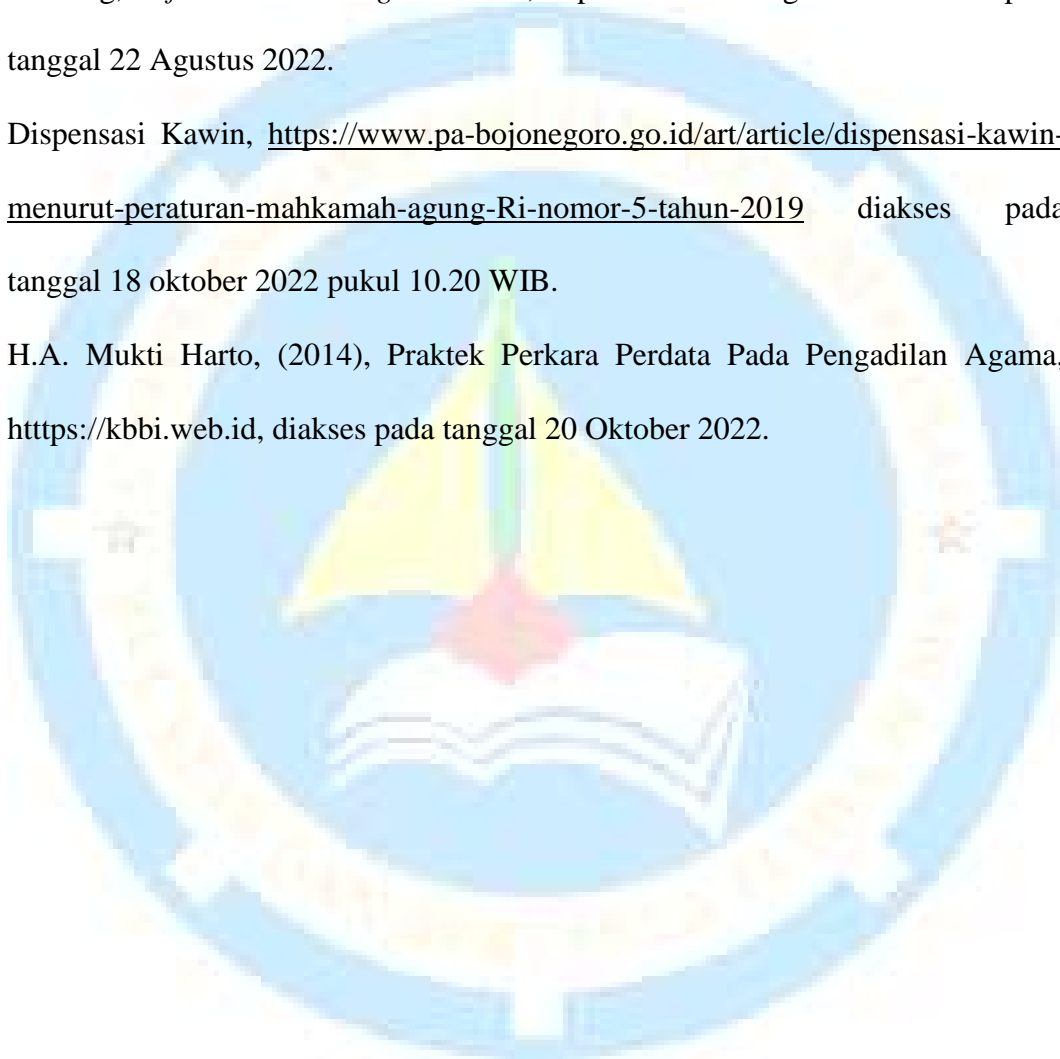 tanggal 22 Agustus 2022.
Dispensasi Kawin, https://www.pa-bojonegoro.go.id/art/article/dispensasi-kawin-
menurut-peraturan-mahkamah-agung-Ri-nomor-5-tahun-2019 diakses pada
tanggal 18 oktober 2022 pukul 10.20 WIB.
H.A. Mukti Harto, (2014), Praktek Perkara Perdata Pada Pengadilan Agama,
htttps://kbbi.web.id, diakses pada tanggal 20 Oktober 2022.